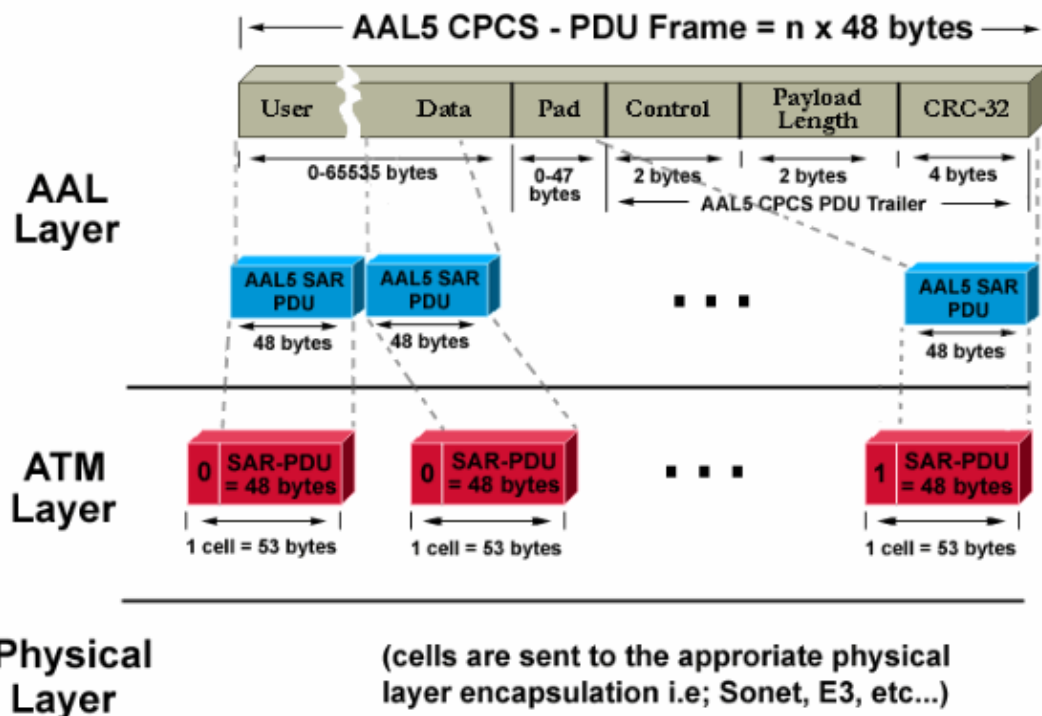 AAL5 CPCS - PDU Frame = n x 48 bytes
User Data Pad Control Payload Length CRC-32
0-65535 bytes
0-47 bytes
2 bytes
2 bytes
4 bytes
AAL5 CPCS PDU Trailer
AAL
Layer
AAL5 SAR
PDU
48 bytes
AAL5 SAR
PDU
48 bytes
. . .
AAL5 SAR
PDU
48 bytes
ATM
Layer
0 SAR-PDU
= 48 bytes
1 cell = 53 bytes
0 SAR-PDU
= 48 bytes
1 cell = 53 bytes
. . .
1 SAR-PDU
= 48 bytes
1 cell = 53 bytes
Physical
Layer
(cells are sent to the approriate physical
layer encapsulation i.e; Sonet, E3, etc...)